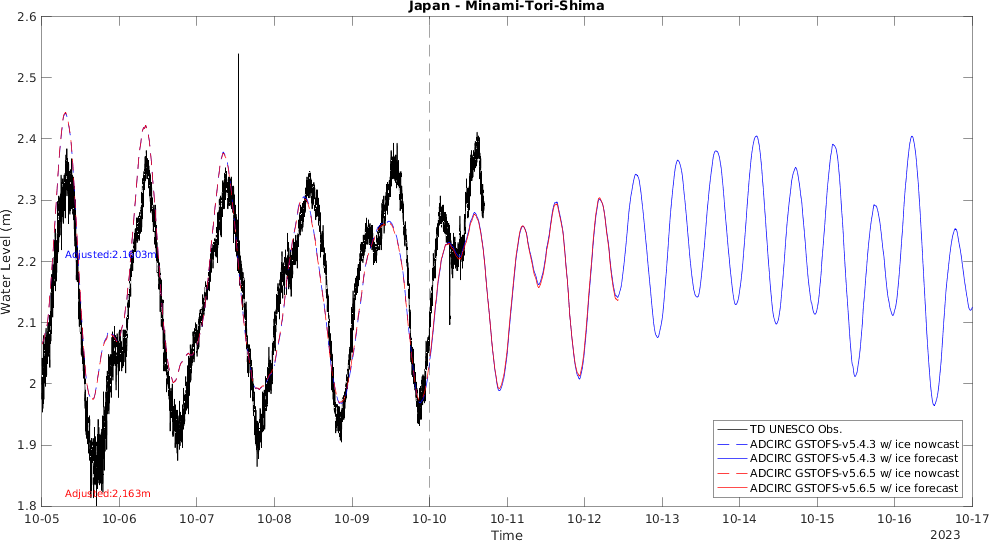 Japan - Minami-Tori-Shima
Water Level (m)
2.6
2.5
2.4
2.3
2.2
2.1
2
1.9
1.8
Adjusted:2.1603m
Adjusted:2.163m
TD UNESCO Obs.
ADCIRC GSTOFS-v5.4.3 w/ ice nowcast
ADCIRC GSTOFS-v5.4.3 w/ ice forecast
ADCIRC GSTOFS-v5.6.5 w/ ice nowcast
ADCIRC GSTOFS-v5.6.5 w/ ice forecast
10-05 10-06 10-07 10-08 10-09 10-10 10-11 10-12 10-13 10-14 10-15 10-16 10-17
Time
2023